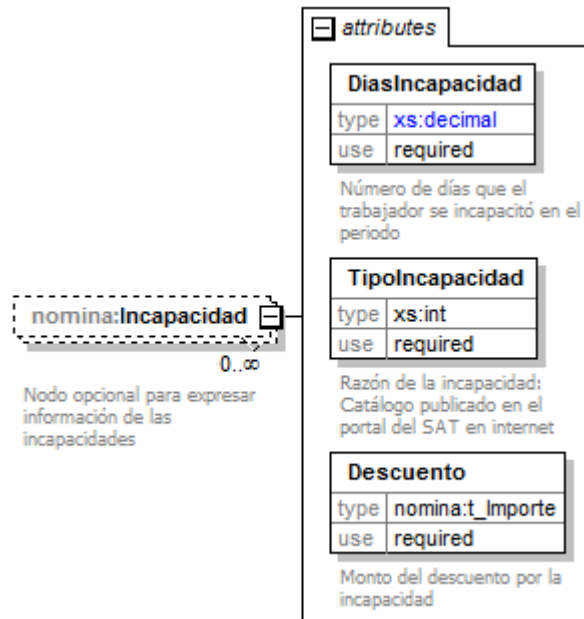 attributes
DiasIncapacidad
type xs:decimal
use required
Número de días que el
trabajador se incapacitó en el
periodo
nomina:Incapacidad
0..∞
Nodo opcional para expresar
información de las
incapacidades
TipoIncapacidad
type xs:int
use required
Razón de la incapacidad:
Catálogo publicado en el
portal del SAT en internet
Descuento
type nomina:t_Importe
use required
Monto del descuento por la
incapacidad